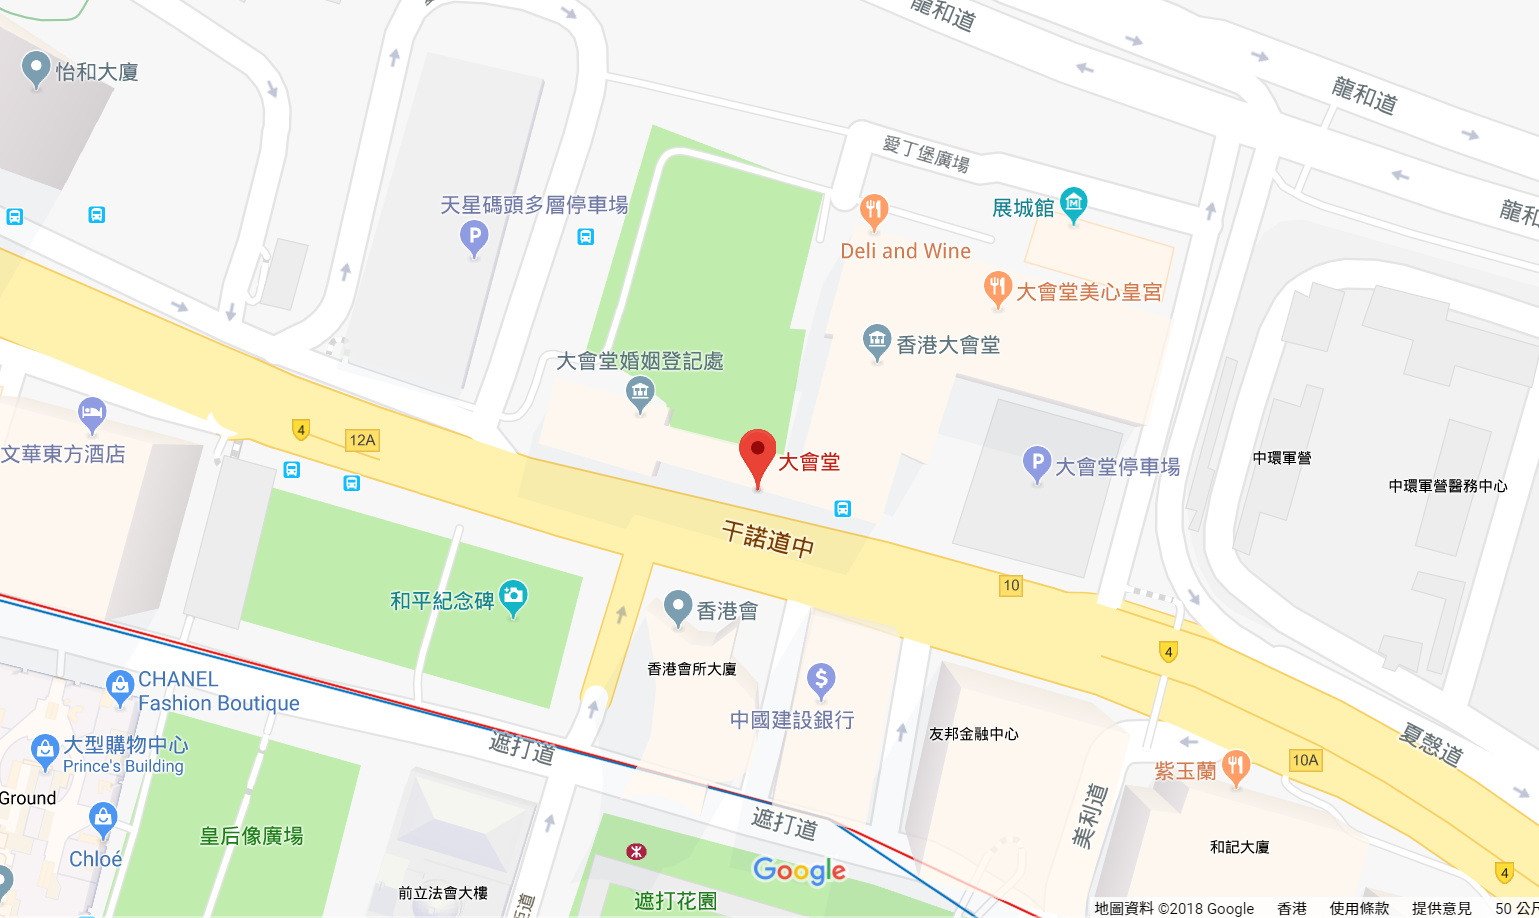 龍和道
怡和大廈
龍和道
愛丁堡廣場
天星碼頭多層停車場
P
展城館
龍和
Deli and Wine
大會堂美心皇宮
香港大會堂
大會堂婚姻登記處
文華東方酒店
4
12A
大會堂
P
大會堂停車場
中環軍營
中環軍營醫務中心
干諾道中
10
和平紀念碑
香港會
4
香港會所大廈
CHANEL
Fashion Boutique
$
中國建設銀行
友邦金融中心
大型購物中心
Prince's Building
遮打道
夏慤道
紫玉蘭
10A
Ground
美利道
皇后像廣場
遮打道
和記大廈
Chloé
Google
4
前立法會大樓
遮打花園
地圖資料 ©2018 Google 香港 使用條款 提供意見 50 公尺